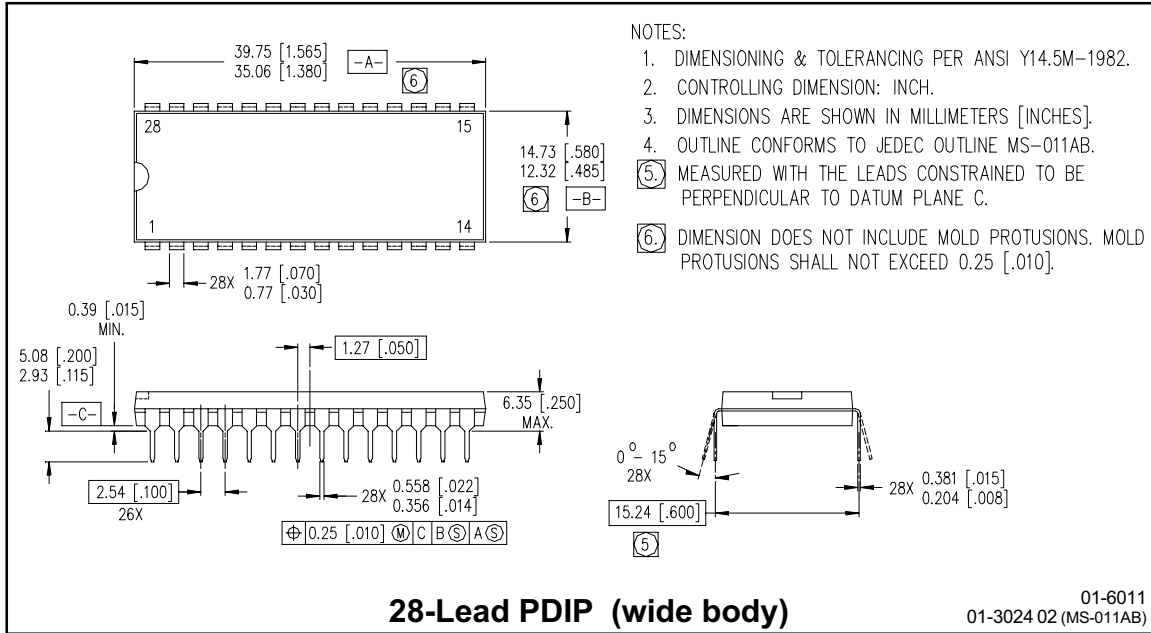 39.75 [1.565]
35.06 [1.380]
-A-
6
28
15
1
14
14.73 [.580]
12.32 [.485]
6
-B-
28X 1.77 [.070]
0.77 [.030]
NOTES:
1. DIMENSIONING & TOLERANCING PER ANSI Y14.5M-1982.
2. CONTROLLING DIMENSION: INCH.
3. DIMENSIONS ARE SHOWN IN MILLIMETERS [INCHES].
4. OUTLINE CONFORMS TO JEDEC OUTLINE MS-011AB.
5. MEASURED WITH THE LEADS CONSTRAINED TO BE
PERPENDICULAR TO DATUM PLANE C.
6. DIMENSION DOES NOT INCLUDE MOLD PROTUSIONS. MOLD
PROTUSIONS SHALL NOT EXCEED 0.25 [.010].
0.39 [.015]
MIN.
5.08 [.200]
2.93 [.115]
-C-
1.27 [.050]
6.35 [.250]
MAX.
2.54 [.100]
26X
28X 0.558 [.022]
0.356 [.014]
⌖ 0.25 [.010] Ⓜ C B Ⓢ A Ⓢ
0° - 15°
28X
15.24 [.600]
5
28X 0.381 [.015]
0.204 [.008]
28-Lead PDIP (wide body)
01-6011
01-3024 02 (MS-011AB)